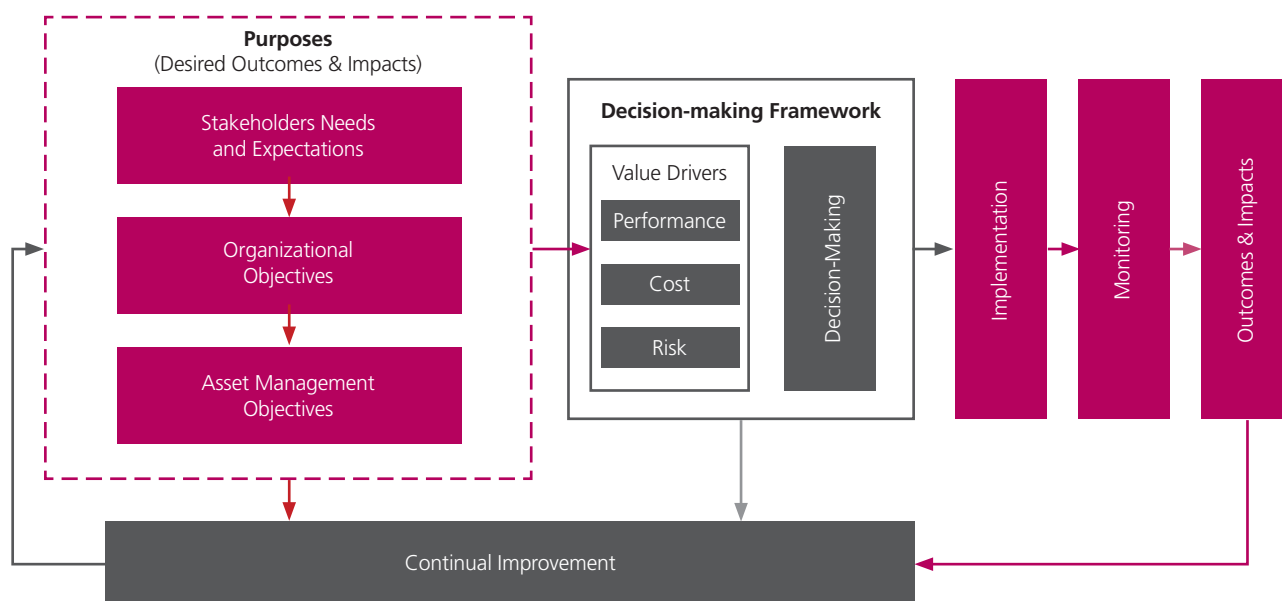 Purposes
(Desired Outcomes & Impacts)
Stakeholders Needs
and Expectations
Organizational
Objectives
Asset Management
Objectives
Decision-making Framework
Value Drivers
Performance
Cost
Risk
Decision-Making
Implementation
Monitoring
Outcomes & Impacts
Continual Improvement